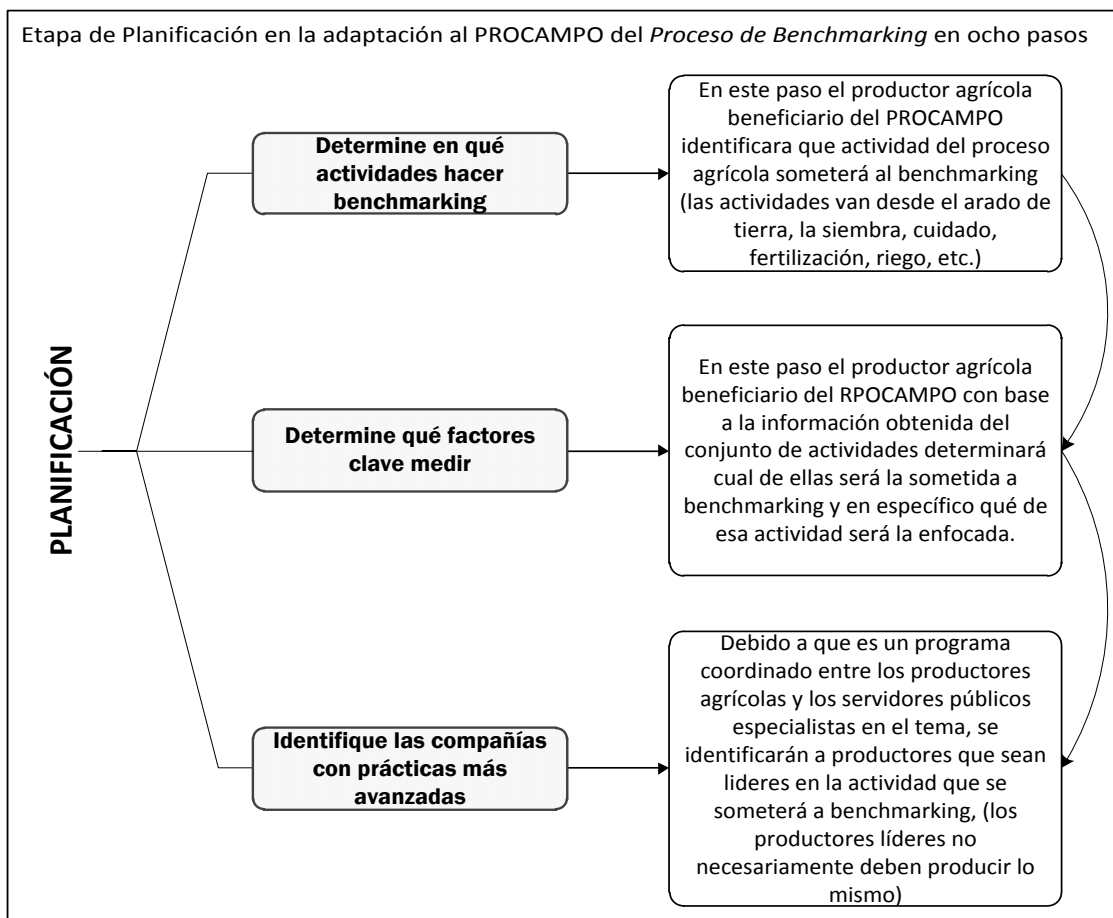 Etapa de Planificación en la adaptación al PROCAMPO del Proceso de Benchmarking en ocho pasos
PLANIFICACIÓN
Determine en qué
actividades hacer
benchmarking
En este paso el productor agrícola
beneficiario del PROCAMPO
identificara que actividad del proceso
agrícola someterá al benchmarking
(las actividades van desde el arado de
tierra, la siembra, cuidado,
fertilización, riego, etc.)
Determine qué factores
clave medir
En este paso el productor agrícola
beneficiario del RPOCAMPO con base
a la información obtenida del
conjunto de actividades determinará
cual de ellas será la sometida a
benchmarking y en específico qué de
esa actividad será la enfocada.
Identifique las compañías
con prácticas más
avanzadas
Debido a que es un programa
coordinado entre los productores
agrícolas y los servidores públicos
especialistas en el tema, se
identificarán a productores que sean
lideres en la actividad que se
someterá a benchmarking, (los
productores líderes no
necesariamente deben producir lo
mismo)